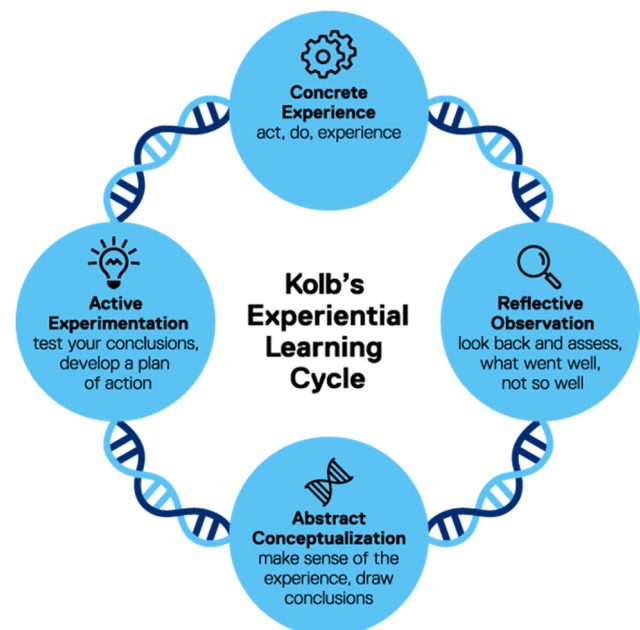 Concrete
Experience
act, do, experience
Kolb's
Experiential
Learning
Cycle
Reflective
Observation
look back and assess,
what went well,
not so well
Abstract
Conceptualization
make sense of the
experience, draw
conclusions
Active
Experimentation
test your conclusions,
develop a plan
of action